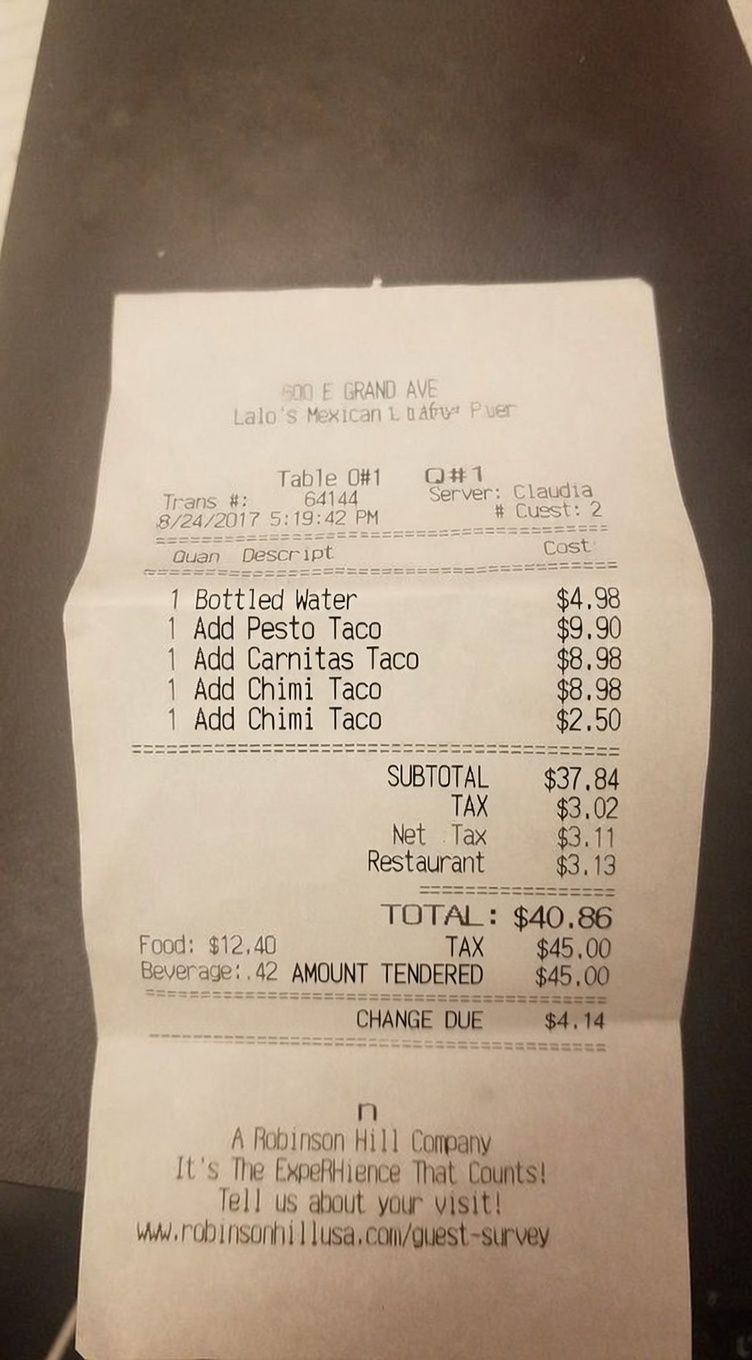 600 E GRAND AVE
Lalo's Mexican
Table O#1 Q#1
Trans #: 64144 Server: Claudia
8/24/2017 5:19:42 PM # Cuest: 2
Quan Descript Cost
1 Bottled Water $4.98
1 Add Pesto Taco $9.90
1 Add Carnitas Taco $8.98
1 Add Chimi Taco $8.98
1 Add Chimi Taco $2.50
SUBTOTAL $37.84
TAX $3.02
Net Tax $3.11
Restaurant $3.13
TOTAL: $40.86
Food: $12.40 TAX $45.00
Beverage:.42 AMOUNT TENDERED $45.00
CHANGE DUE $4.14
n
A Robinson Hill Company
It's The ExpeRHience That Counts!
Tell us about your visit!
www.robinsonhillusa.com/guest-survey